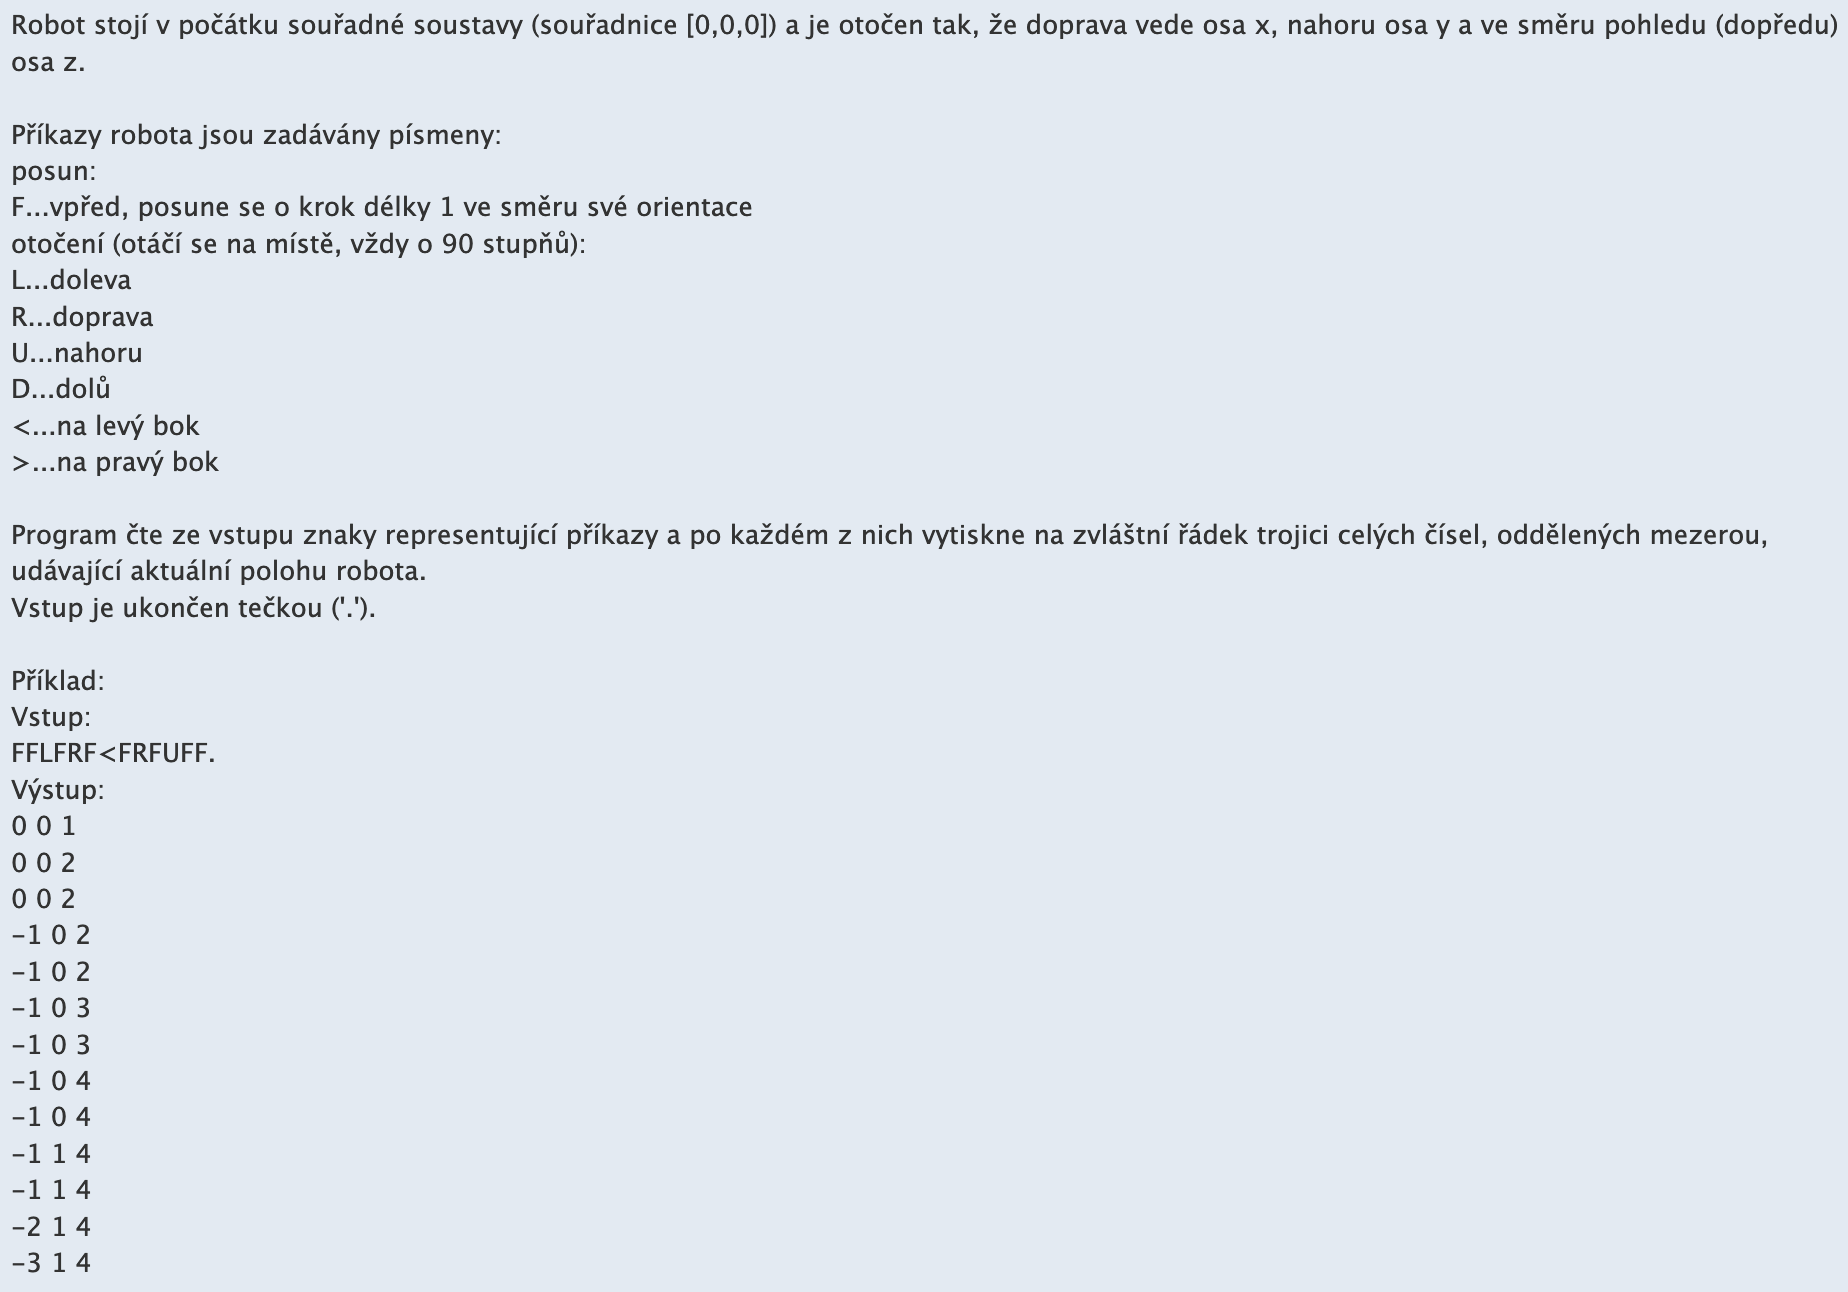 Robot stojí v počátku souřadné soustavy (souřadnice [0,0,0]) a je otočen tak, že doprava vede osa x, nahoru osa y a ve směru pohledu (dopředu)
osa z.
Příkazy robota jsou zadávány písmeny:
posun:
F...vpřed, posune se o krok délky 1 ve směru své orientace
otočení (otáčí se na místě, vždy o 90 stupňů):
L...doleva
R...doprava
U...nahoru
D...dolů
<...na levý bok
>...na pravý bok
Program čte ze vstupu znaky representující příkazy a po každém z nich vytiskne na zvláštní řádek trojici celých čísel, oddělených mezerou,
udávající aktuální polohu robota.
Vstup je ukončen tečkou ('.').
Příklad:
Vstup:
FFLFRF<FRFUFF.
Výstup:
0 0 1
0 0 2
0 0 2
-1 0 2
-1 0 2
-1 0 3
-1 0 3
-1 0 4
-1 0 4
-1 1 4
-1 1 4
-2 1 4
-3 1 4